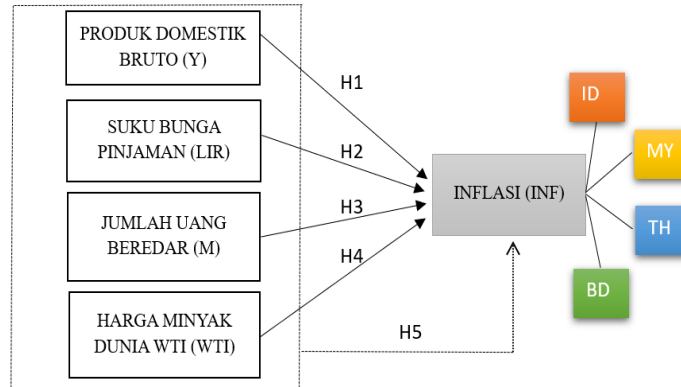 PRODUK DOMESTIK
BRUTO (Y)
SUKU BUNGA
PINJAMAN (LIR)
JUMLAH UANG
BEREDAR (M)
HARGA MINYAK
DUNIA WTI (WTI)
H1
H2
H3
H4
H5
INFLASI (INF)
ID
MY
TH
BD